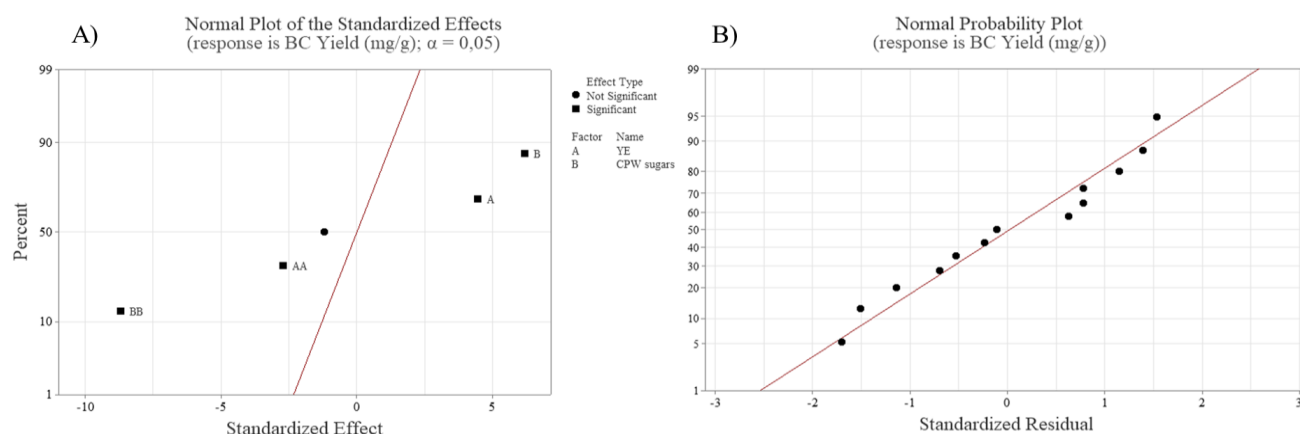 A)
Normal Plot of the Standardized Effects
(response is BC Yield (mg/g); α = 0,05)
99
90
50
10
1
Percent
-10
-5
0
5
Standardized Effect
B
A
AA
BB
Effect Type
Not Significant
Significant
Factor Name
A YE
B CPW sugars
B)
Normal Probability Plot
(response is BC Yield (mg/g))
99
95
90
80
70
60
50
40
30
20
10
5
1
-3
-2
-1
0
1
2
3
Standardized Residual